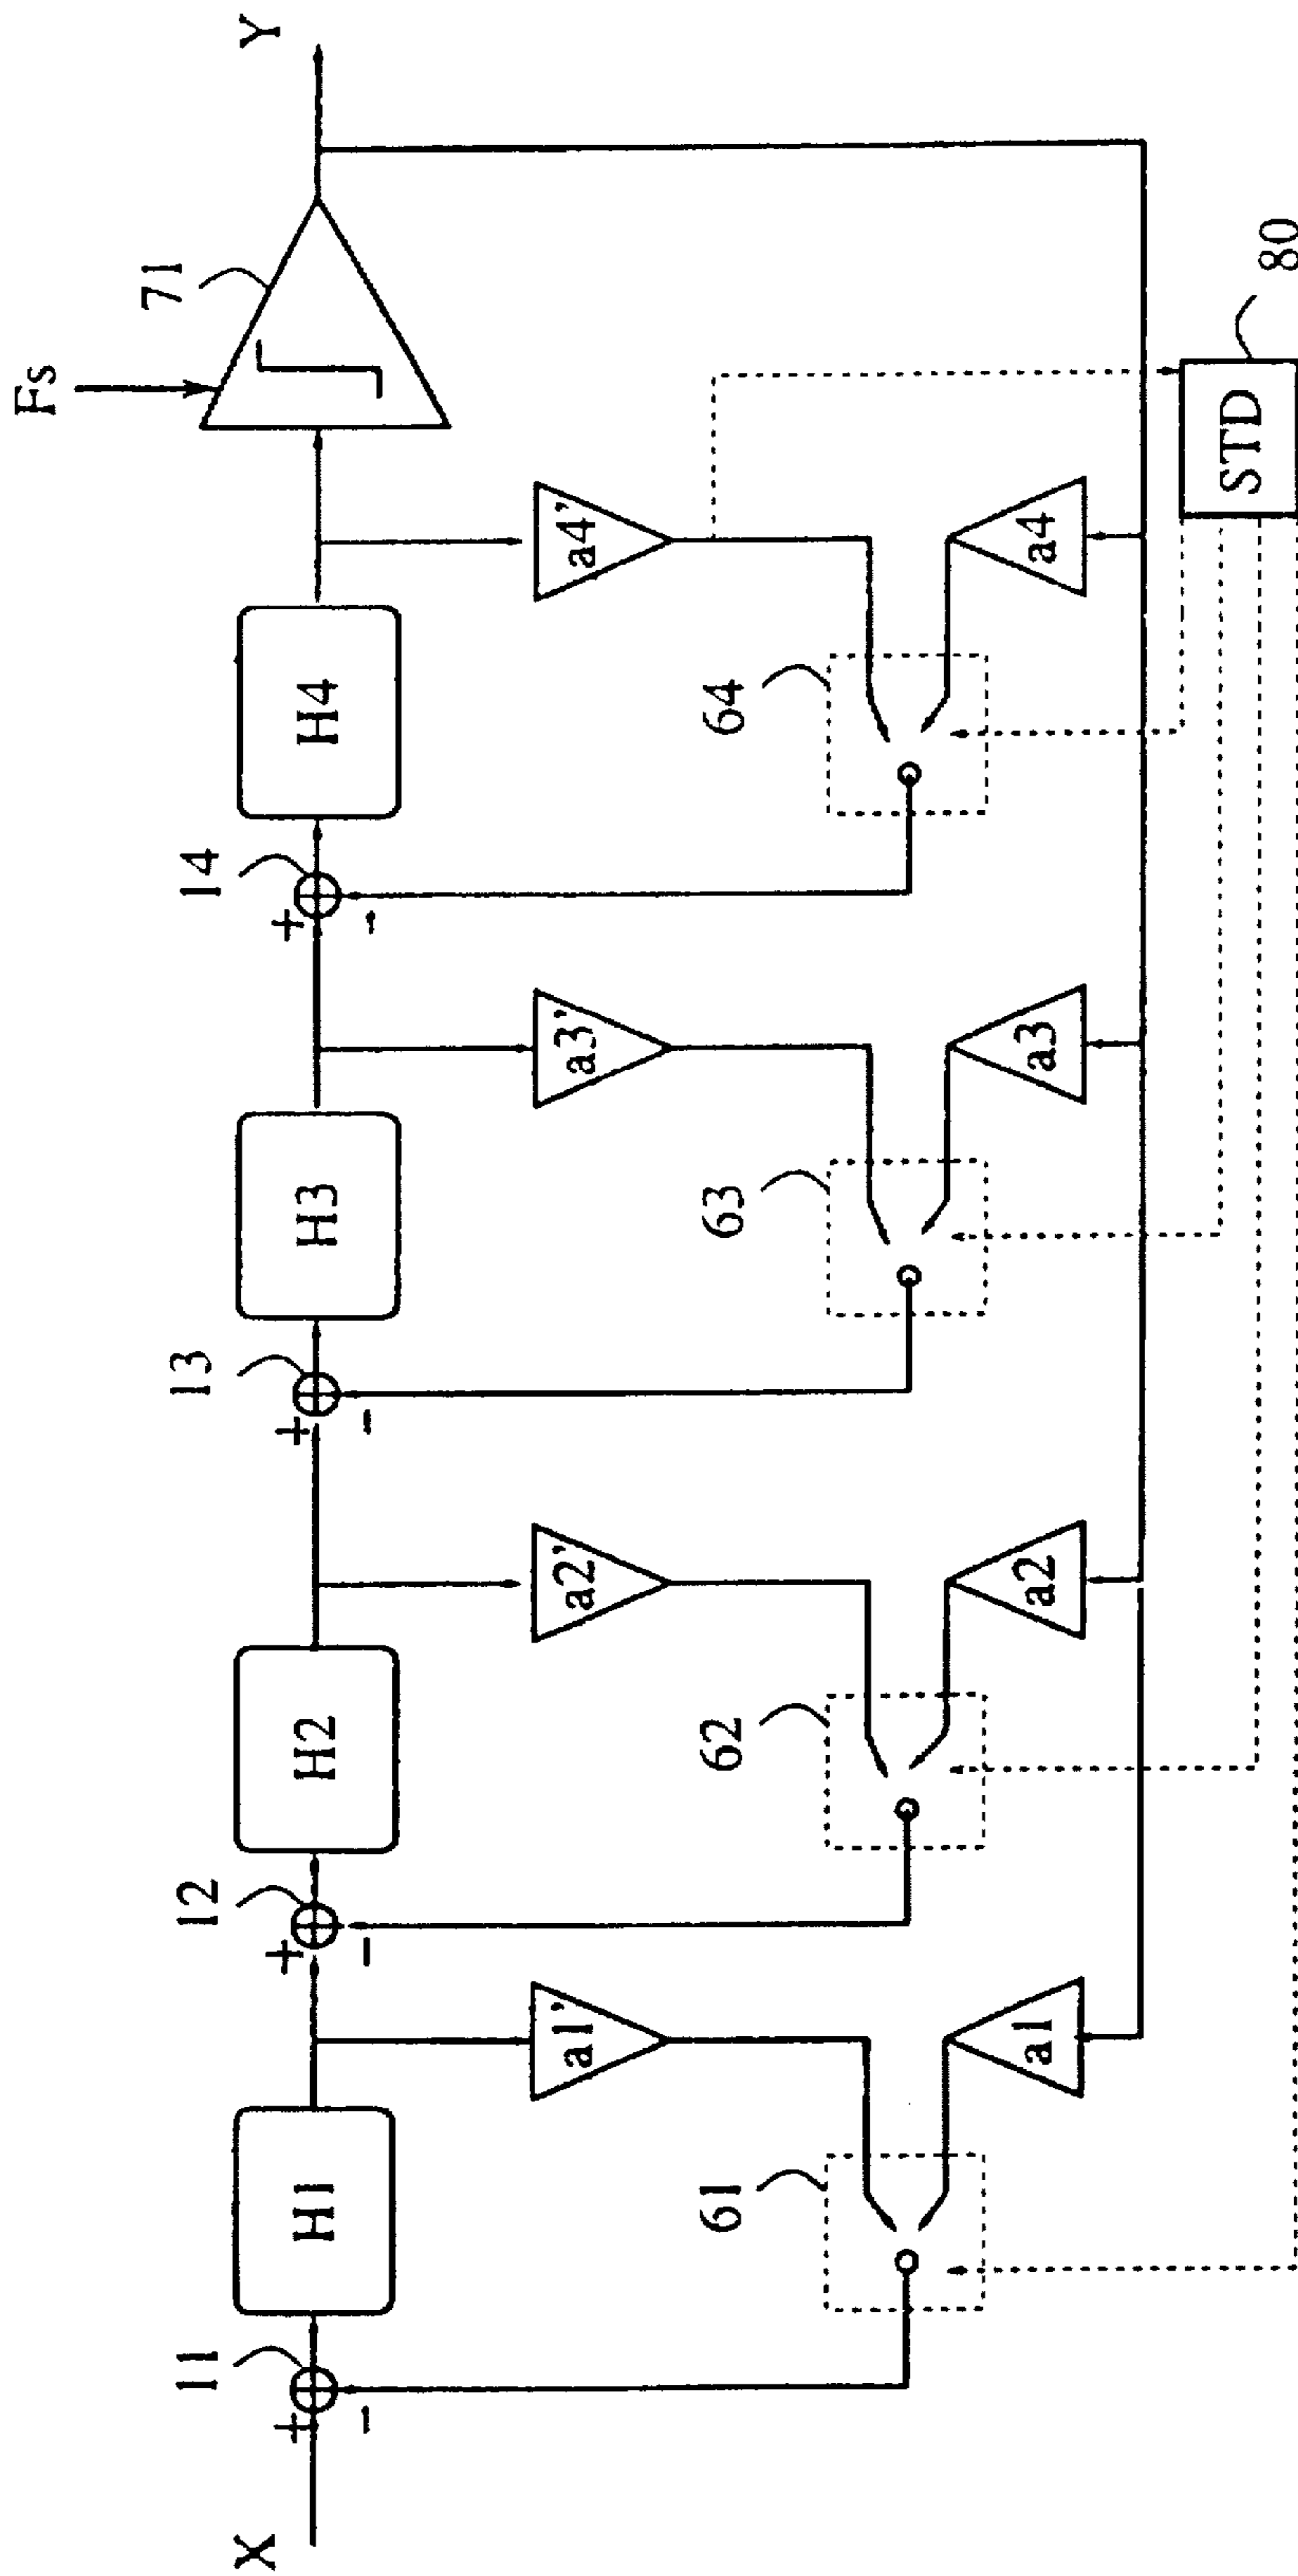 Fs
71
Y
X
+
-
11
H1
+
-
12
H2
+
-
13
H3
+
-
14
H4
a1'
a2'
a3'
a4'
61
62
63
64
a1
a2
a3
a4
STD
80